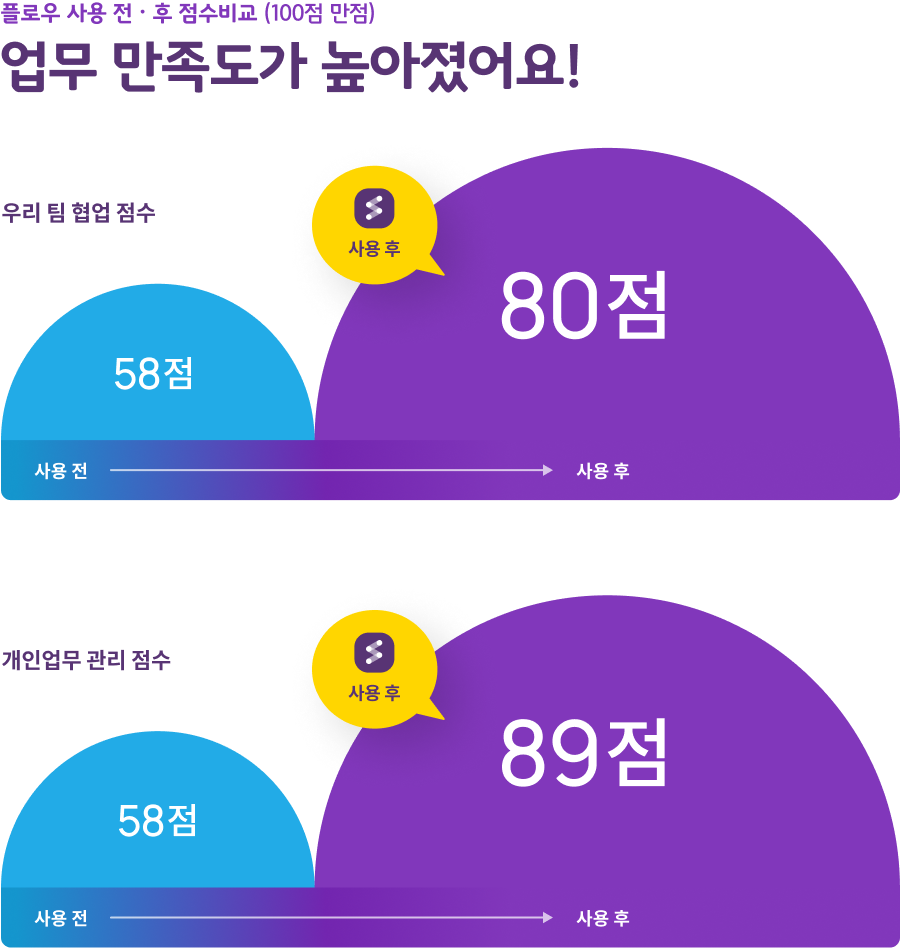 플로우 사용 전 · 후 점수비교 (100점 만점)
업무 만족도가 높아졌어요!
우리 팀 협업 점수
사용 후
80점
58점
사용 전
사용 후
개인업무 관리 점수
사용 후
89점
58점
사용 전
사용 후